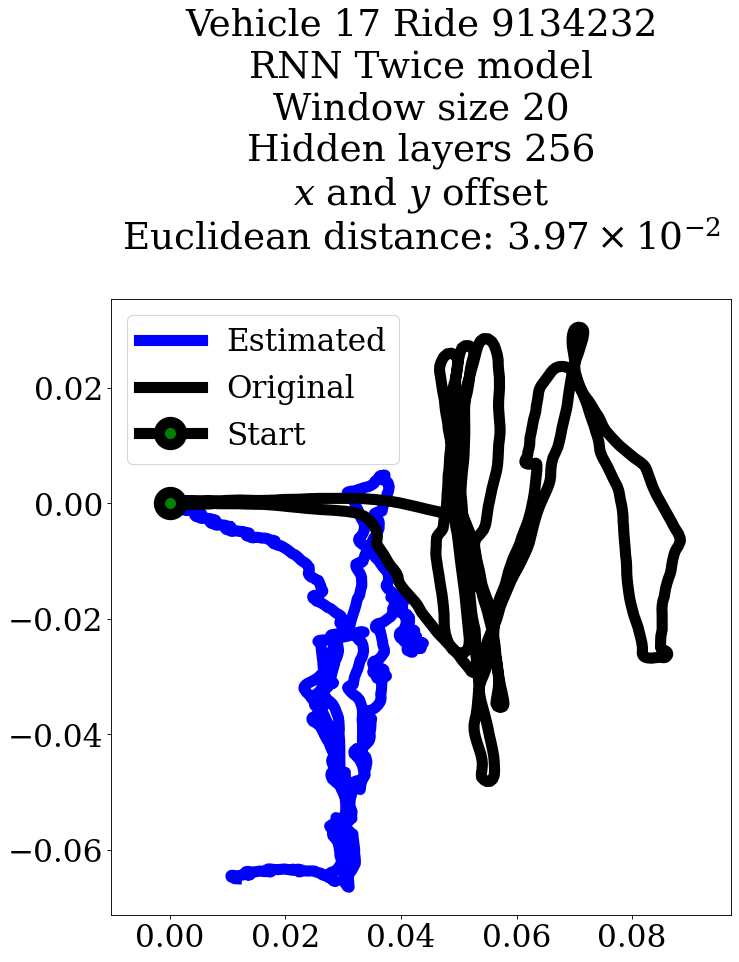 Vehicle 17 Ride 9134232
RNN Twice model
Window size 20
Hidden layers 256
x and y offset
Euclidean distance: 3.97 × 10⁻²
Estimated
Original
Start
0.02
0.00
−0.02
−0.04
−0.06
0.00 0.02 0.04 0.06 0.08